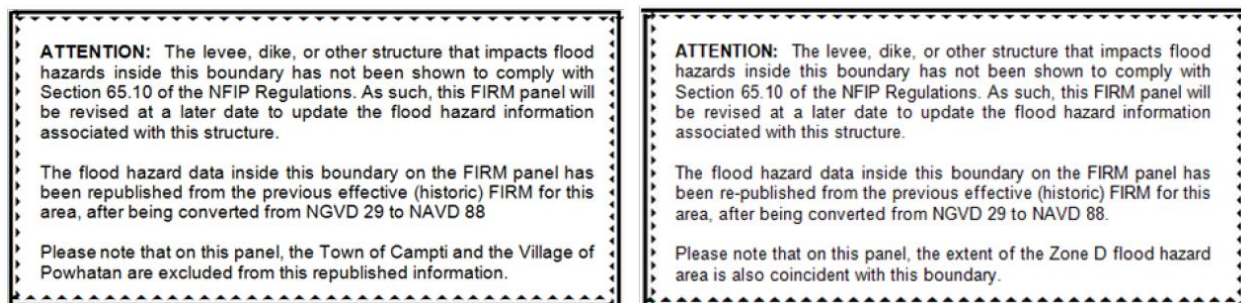 ATTENTION: The levee, dike, or other structure that impacts flood
hazards inside this boundary has not been shown to comply with
Section 65.10 of the NFIP Regulations. As such, this FIRM panel will
be revised at a later date to update the flood hazard information
associated with this structure.
The flood hazard data inside this boundary on the FIRM panel has
been republished from the previous effective (historic) FIRM for this
area, after being converted from NGVD 29 to NAVD 88
Please note that on this panel, the Town of Campti and the Village of
Powhatan are excluded from this republished information.
ATTENTION: The levee, dike, or other structure that impacts flood
hazards inside this boundary has not been shown to comply with
Section 65.10 of the NFIP Regulations. As such, this FIRM panel will
be revised at a later date to update the flood hazard information
associated with this structure.
The flood hazard data inside this boundary on the FIRM panel has
been re-published from the previous effective (historic) FIRM for this
area, after being converted from NGVD 29 to NAVD 88.
Please note that on this panel, the extent of the Zone D flood hazard
area is also coincident with this boundary.